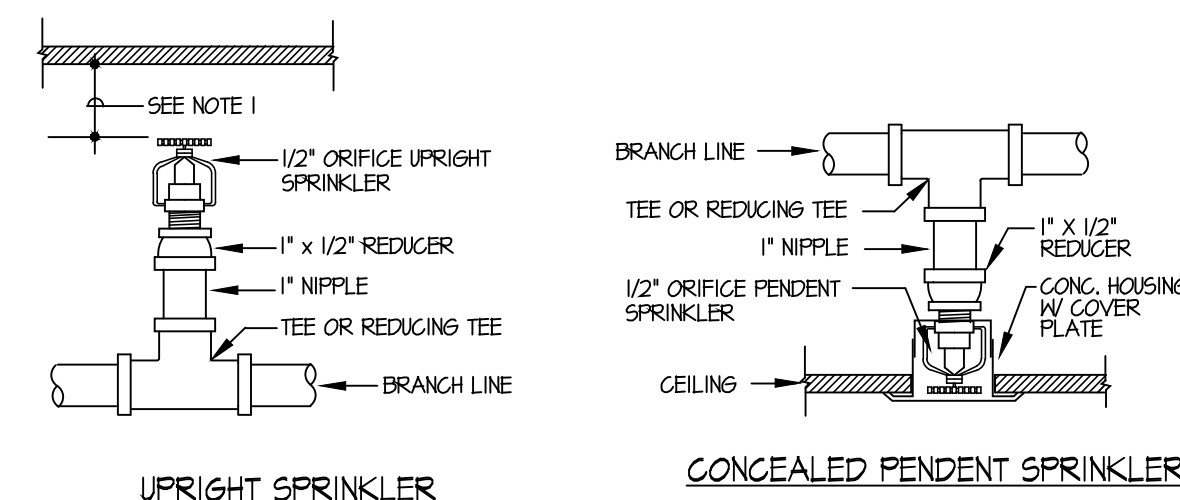 SEE NOTE 1
1/2" ORIFICE UPRIGHT
SPRINKLER
1" x 1/2" REDUCER
1" NIPPLE
TEE OR REDUCING TEE
BRANCH LINE
UPRIGHT SPRINKLER
BRANCH LINE
TEE OR REDUCING TEE
1" NIPPLE
1" X 1/2"
REDUCER
1/2" ORIFICE PENDENT
SPRINKLER
CONC. HOUSING
W/ COVER
PLATE
CEILING
CONCEALED PENDENT SPRINKLER